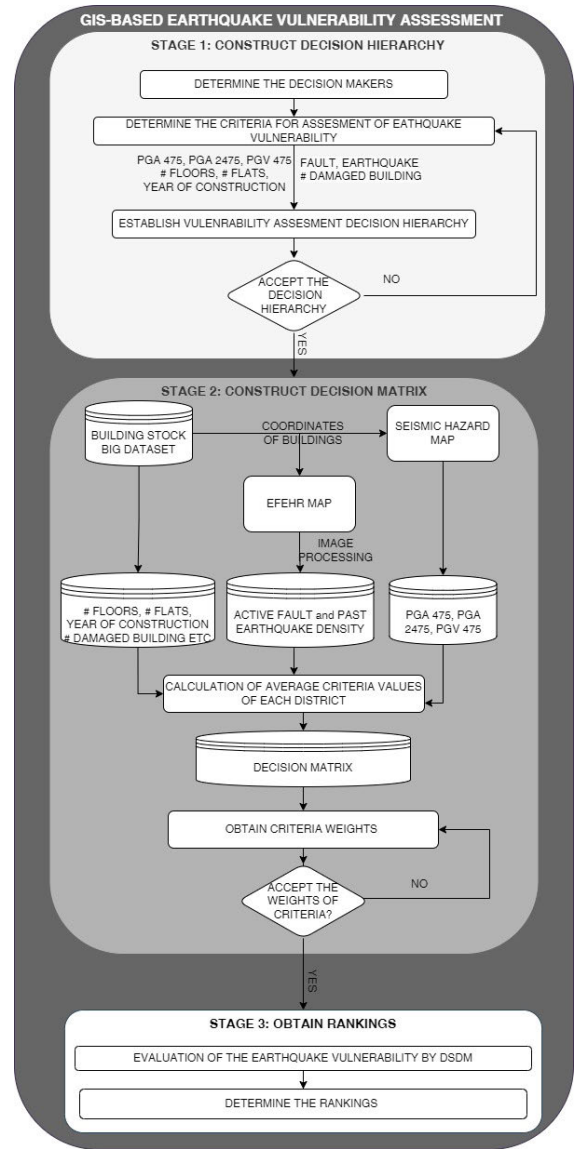 GIS-BASED EARTHQUAKE VULNERABILITY ASSESSMENT
STAGE 1: CONSTRUCT DECISION HIERARCHY
DETERMINE THE DECISION MAKERS
DETERMINE THE CRITERIA FOR ASSESMENT OF EATHQUAKE
VULNERABILITY
PGA 475, PGA 2475, PGV 475
# FLOORS, # FLATS,
YEAR OF CONSTRUCTION
FAULT, EARTHQUAKE
# DAMAGED BUILDING
ESTABLISH VULENRABILITY ASSESMENT DECISION HIERARCHY
ACCEPT THE
DECISION
HIERARCHY
NO
YES
STAGE 2: CONSTRUCT DECISION MATRIX
BUILDING STOCK
BIG DATASET
COORDINATES
OF BUILDINGS
SEISMIC HAZARD
MAP
EFEHR MAP
IMAGE
PROCESSING
# FLOORS, # FLATS,
YEAR OF CONSTRUCTION
# DAMAGED BUILDING ETC
ACTIVE FAULT and PAST
EARTHQUAKE DENSITY
PGA 475, PGA
2475, PGV 475
CALCULATION OF AVERAGE CRITERIA VALUES
OF EACH DISTRICT
DECISION MATRIX
OBTAIN CRITERIA WEIGHTS
ACCEPT THE
WEIGHTS OF
CRITERIA?
NO
YES
STAGE 3: OBTAIN RANKINGS
EVALUATION OF THE EARTHQUAKE VULNERABILITY BY DSDM
DETERMINE THE RANKINGS